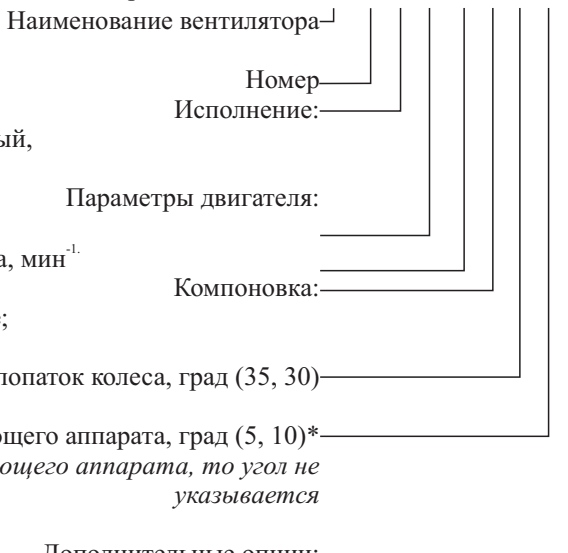 Наименование вентилятора
Номер
Исполнение:
ый,
Параметры двигателя:
а, мин⁻¹·
Компоновка:
;
лопаток колеса, град (35, 30)
ющего аппарата, град (5, 10)*
ющего аппарата, то угол не
указывается
Дополнительные опции: